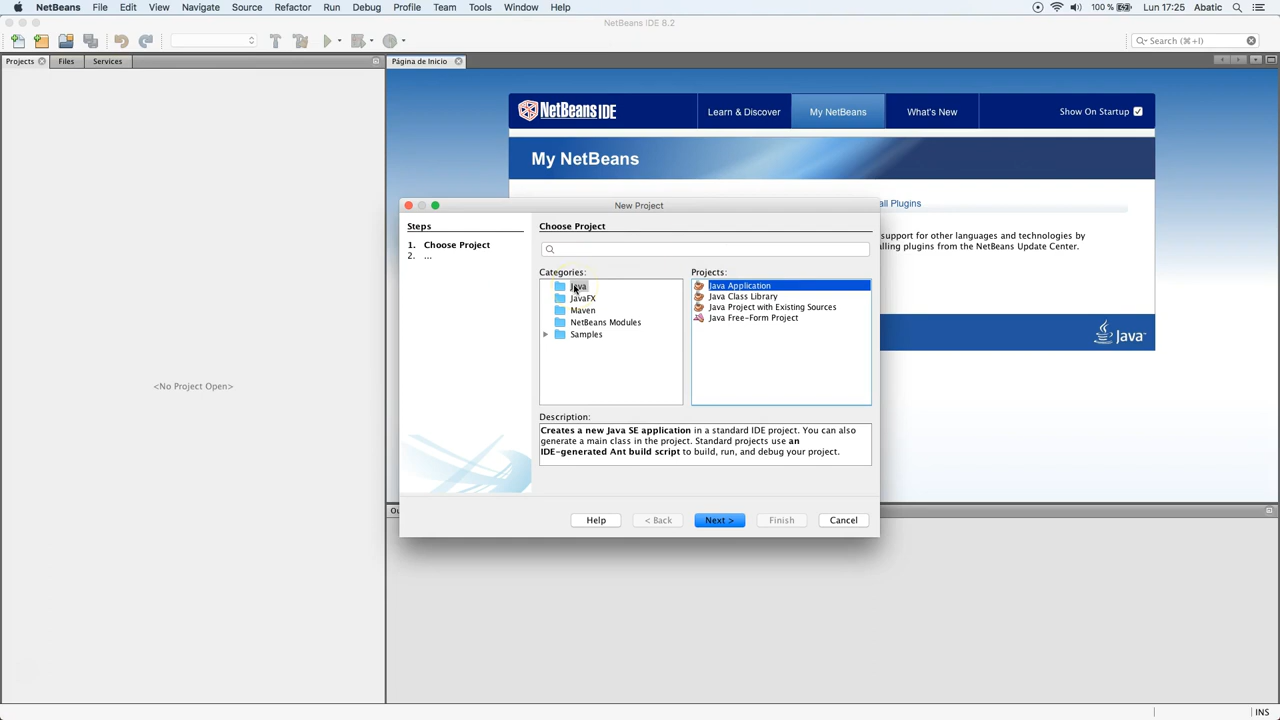 NetBeans File Edit View Navigate Source Refactor Run Debug Profile Team Tools Window Help 100 % Lun 17:25 Abatic
NetBeans IDE 8.2
Search (⌘+I)
Projects Files Services Página de Inicio
NetBeans IDE Learn & Discover My NetBeans What's New Show On Startup
My NetBeans
all Plugins
support for other languages and technologies by
alling plugins from the NetBeans Update Center.
Java
<No Project Open>
New Project
Steps
1. Choose Project
2. ...
Choose Project
Categories:
Java
JavaFX
Maven
NetBeans Modules
Samples
Projects:
Java Application
Java Class Library
Java Project with Existing Sources
Java Free-Form Project
Description:
Creates a new Java SE application in a standard IDE project. You can also
generate a main class in the project. Standard projects use an
IDE-generated Ant build script to build, run, and debug your project.
Help < Back Next > Finish Cancel
Ou
INS